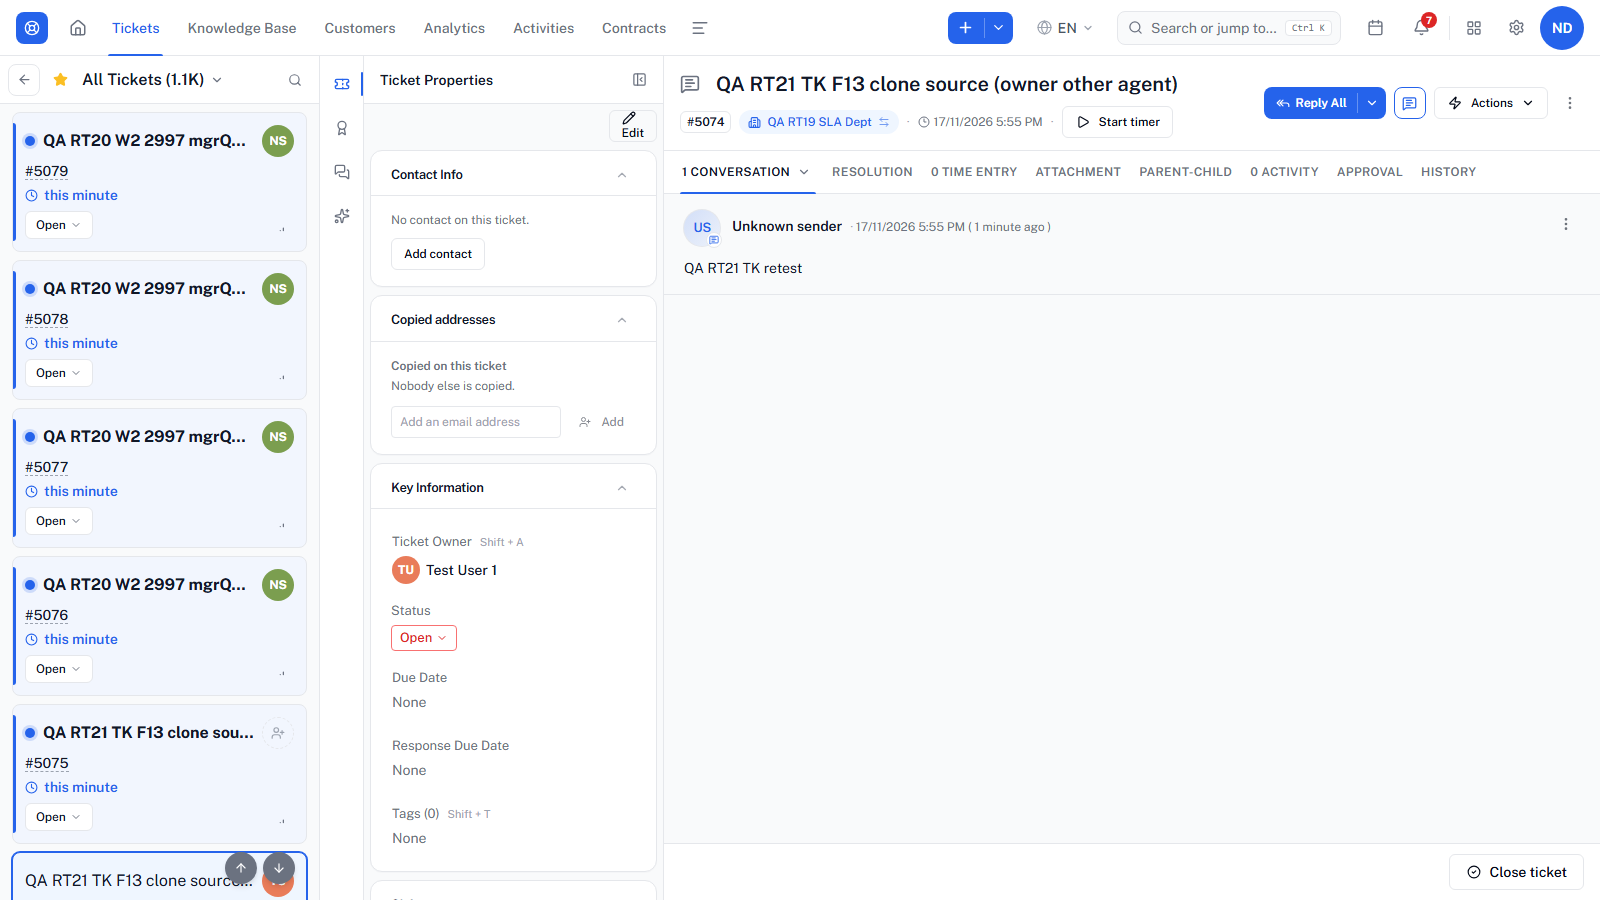 Tickets
Knowledge Base
Customers
Analytics
Activities
Contracts
EN
Search or jump to...
Ctrl K
7
ND
All Tickets (1.1K)
QA RT20 W2 2997 mgrQ...
NS
#5079
this minute
Open
QA RT20 W2 2997 mgrQ...
NS
#5078
this minute
Open
QA RT20 W2 2997 mgrQ...
NS
#5077
this minute
Open
QA RT20 W2 2997 mgrQ...
NS
#5076
this minute
Open
QA RT21 TK F13 clone sou...
#5075
this minute
Open
QA RT21 TK F13 clone source...
Ticket Properties
Edit
Contact Info
No contact on this ticket.
Add contact
Copied addresses
Copied on this ticket
Nobody else is copied.
Add an email address
Add
Key Information
Ticket Owner Shift + A
TU Test User 1
Status
Open
Due Date
None
Response Due Date
None
Tags (0) Shift + T
None
QA RT21 TK F13 clone source (owner other agent)
#5074
QA RT19 SLA Dept
· 17/11/2026 5:55 PM ·
Start timer
Reply All
Actions
1 CONVERSATION
RESOLUTION
0 TIME ENTRY
ATTACHMENT
PARENT-CHILD
0 ACTIVITY
APPROVAL
HISTORY
US
Unknown sender · 17/11/2026 5:55 PM ( 1 minute ago )
QA RT21 TK retest
Close ticket